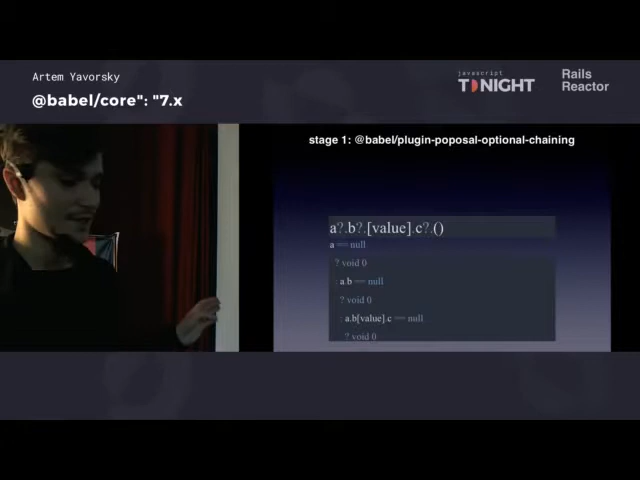 Artem Yavorsky
@babel/core": "7.x
javascript
TONIGHT
Rails
Reactor
stage 1: @babel/plugin-poposal-optional-chaining
a?.b?.[value].c?.()
a == null
? void 0
: a.b == null
? void 0
: a.b[value].c == null
? void 0